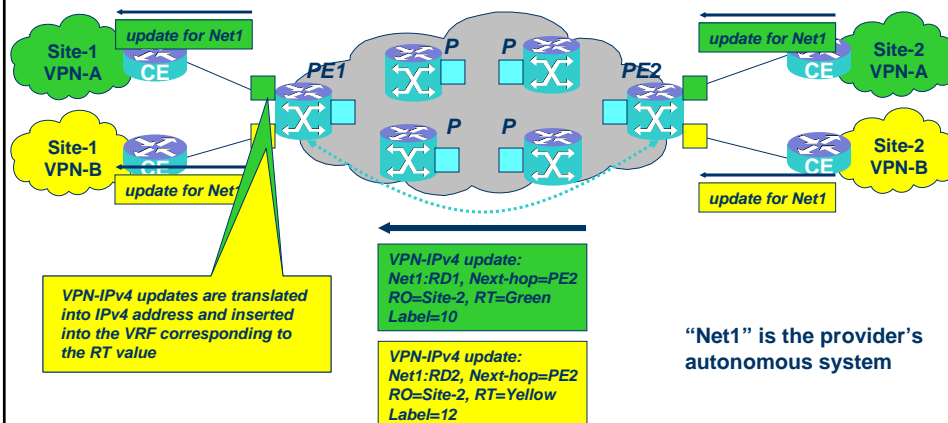 update for Net1
Site-1
VPN-A
CE
PE1
P
P
PE2
update for Net1
CE
Site-2
VPN-A
Site-1
VPN-B
CE
update for Net1
P
P
CE
Site-2
VPN-B
update for Net1
VPN-IPv4 updates are translated
into IPv4 address and inserted
into the VRF corresponding to
the RT value
VPN-IPv4 update:
Net1:RD1, Next-hop=PE2
RO=Site-2, RT=Green
Label=10
VPN-IPv4 update:
Net1:RD2, Next-hop=PE2
RO=Site-2, RT=Yellow
Label=12
“Net1” is the provider’s
autonomous system